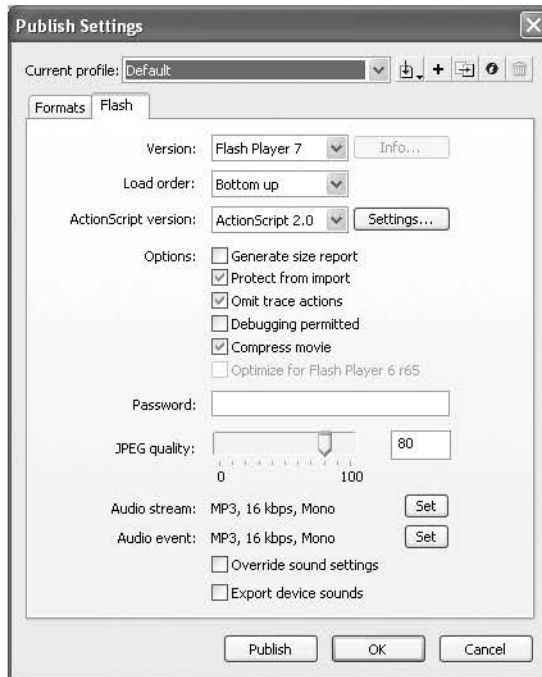 Publish Settings
Current profile: Default
Formats Flash
Version: Flash Player 7 Info...
Load order: Bottom up
ActionScript version: ActionScript 2.0 Settings...
Options: Generate size report
Protect from import
Omit trace actions
Debugging permitted
Compress movie
Optimize for Flash Player 6 r65
Password:
JPEG quality: 80
0 100
Audio stream: MP3, 16 kbps, Mono Set
Audio event: MP3, 16 kbps, Mono Set
Override sound settings
Export device sounds
Publish OK Cancel